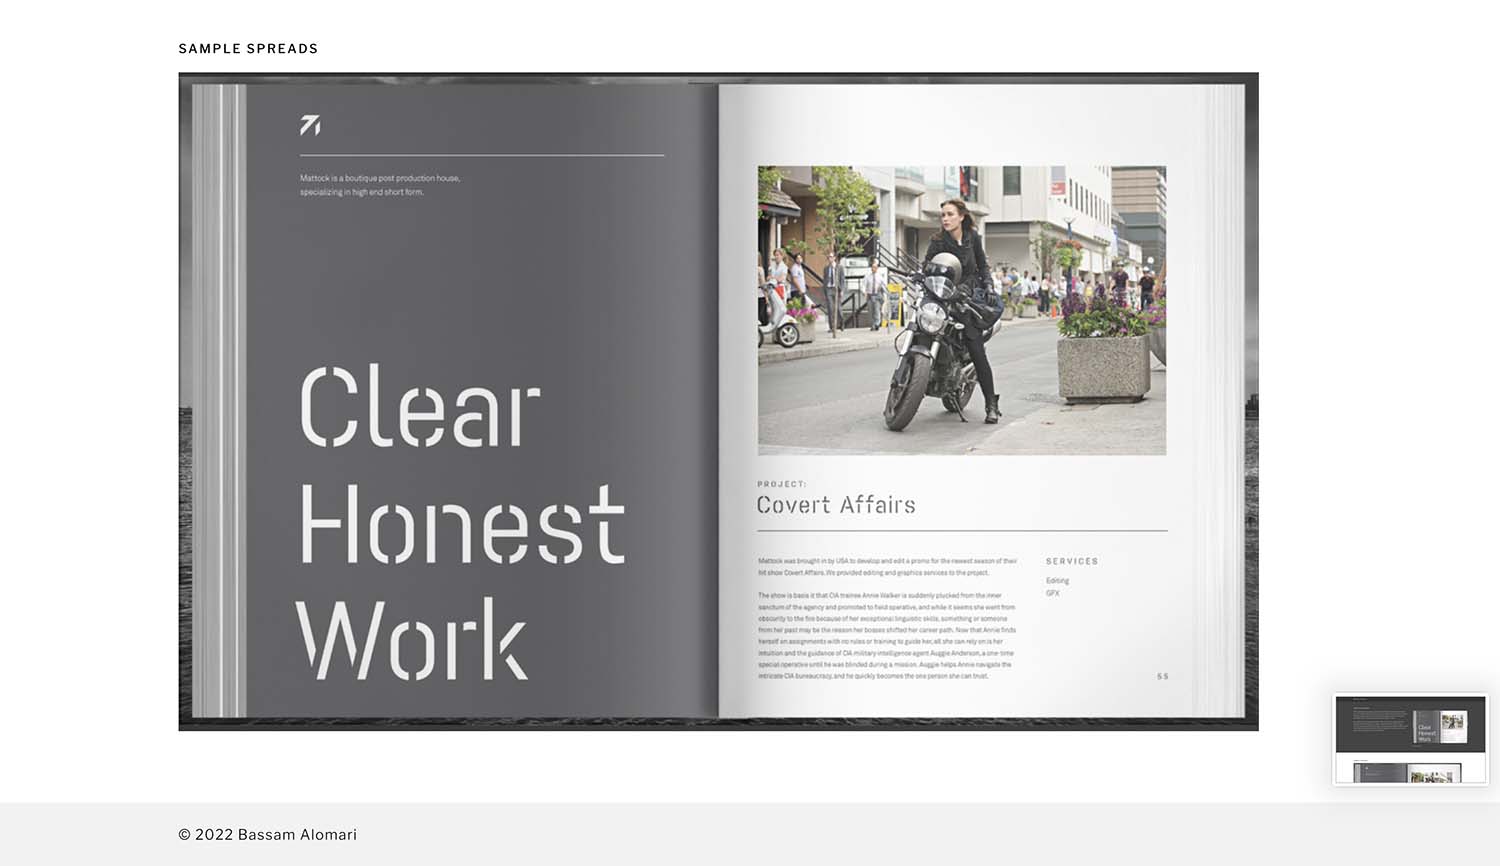 SAMPLE SPREADS
Mattock is a boutique post production house,
specializing in high end short form.
Clear
Honest
Work
PROJECT:
Covert Affairs
Mattock was brought in by USA to develop and edit a promo for the newest season of their
hit show Covert Affairs. We provided editing and graphics services to the project.
The show is basis it that CIA trainee Annie Walker is suddenly plucked from the inner
sanctum of the agency and promoted to field operative, and while it seems she went from
obscurity to the fire because of her exceptional linguistic skills, something or someone
from her past may be the reason her bosses shifted her career path. Now that Annie finds
herself on assignments with no rules or training to guide her, all she can rely on is her
intuition and the guidance of CIA military intelligence agent Auggie Anderson, a one-time
special operative until he was blinded during a mission. Auggie helps Annie navigate the
intricate CIA bureaucracy, and he quickly becomes the one person she can trust.
SERVICES
Editing
GFX
55
Clear
Honest
Work
© 2022 Bassam Alomari